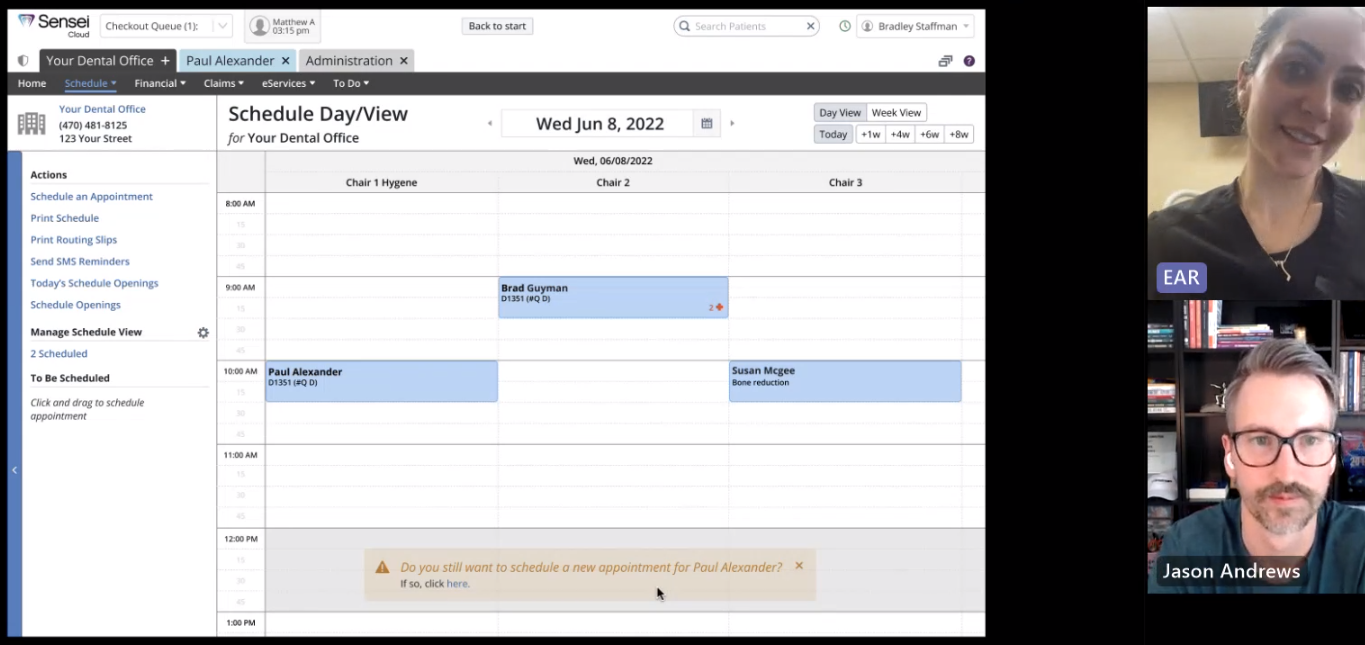 Sensei
Cloud
Checkout Queue (1):
Matthew A
03:15 pm
Back to start
Search Patients
Bradley Staffman
Your Dental Office +
Paul Alexander ×
Administration ×
Home
Schedule
Financial
Claims
eServices
To Do
Your Dental Office
(470) 481-8125
123 Your Street
Schedule Day/View
for Your Dental Office
Wed Jun 8, 2022
Day View
Week View
Today
+1w
+4w
+6w
+8w
Actions
Schedule an Appointment
Print Schedule
Print Routing Slips
Send SMS Reminders
Today's Schedule Openings
Schedule Openings
Manage Schedule View
2 Scheduled
To Be Scheduled
Click and drag to schedule
appointment
Wed, 06/08/2022
Chair 1 Hygene
Chair 2
Chair 3
8:00 AM
15
30
45
9:00 AM
15
30
45
10:00 AM
15
30
45
11:00 AM
15
30
45
12:00 PM
15
30
45
1:00 PM
Brad Guyman
D1351 (#Q D)
2
Paul Alexander
D1351 (#Q D)
Susan Mcgee
Bone reduction
Do you still want to schedule a new appointment for Paul Alexander?
If so, click here.
EAR
Jason Andrews